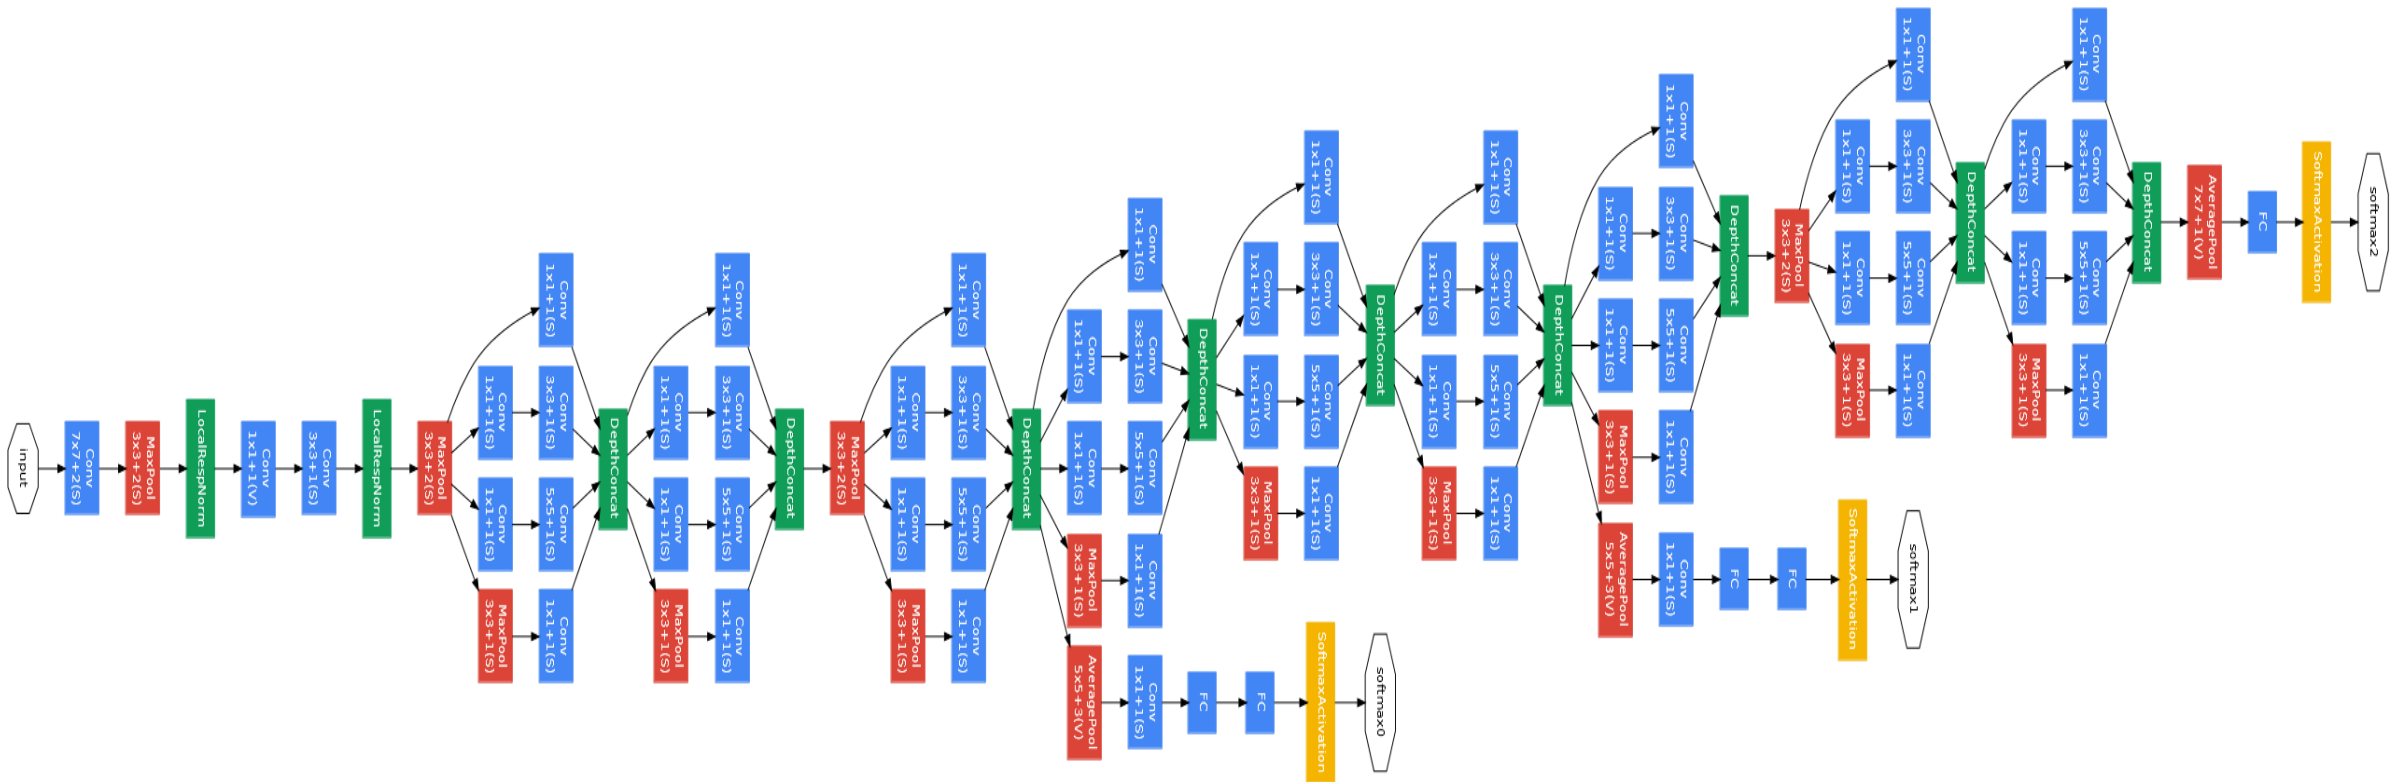 input
Conv
7x7+2(S)
MaxPool
3x3+2(S)
LocalRespNorm
Conv
1x1+1(V)
Conv
3x3+1(S)
LocalRespNorm
MaxPool
3x3+2(S)
Conv
1x1+1(S)
Conv
1x1+1(S)
MaxPool
3x3+1(S)
Conv
1x1+1(S)
Conv
3x3+1(S)
Conv
5x5+1(S)
Conv
1x1+1(S)
DepthConcat
Conv
1x1+1(S)
Conv
1x1+1(S)
MaxPool
3x3+1(S)
Conv
1x1+1(S)
Conv
3x3+1(S)
Conv
5x5+1(S)
Conv
1x1+1(S)
DepthConcat
MaxPool
3x3+2(S)
Conv
1x1+1(S)
Conv
1x1+1(S)
MaxPool
3x3+1(S)
Conv
1x1+1(S)
Conv
3x3+1(S)
Conv
5x5+1(S)
Conv
1x1+1(S)
DepthConcat
Conv
1x1+1(S)
Conv
1x1+1(S)
MaxPool
3x3+1(S)
AveragePool
5x5+3(V)
Conv
1x1+1(S)
Conv
3x3+1(S)
Conv
5x5+1(S)
Conv
1x1+1(S)
Conv
1x1+1(S)
DepthConcat
FC
Conv
1x1+1(S)
Conv
1x1+1(S)
MaxPool
3x3+1(S)
FC
Conv
1x1+1(S)
Conv
3x3+1(S)
Conv
5x5+1(S)
Conv
1x1+1(S)
SoftmaxActivation
DepthConcat
softmax0
Conv
1x1+1(S)
Conv
1x1+1(S)
MaxPool
3x3+1(S)
Conv
1x1+1(S)
Conv
3x3+1(S)
Conv
5x5+1(S)
Conv
1x1+1(S)
DepthConcat
Conv
1x1+1(S)
Conv
1x1+1(S)
MaxPool
3x3+1(S)
AveragePool
5x5+3(V)
Conv
1x1+1(S)
Conv
3x3+1(S)
Conv
5x5+1(S)
Conv
1x1+1(S)
Conv
1x1+1(S)
DepthConcat
FC
MaxPool
3x3+2(S)
FC
Conv
1x1+1(S)
Conv
1x1+1(S)
MaxPool
3x3+1(S)
SoftmaxActivation
Conv
1x1+1(S)
Conv
3x3+1(S)
Conv
5x5+1(S)
Conv
1x1+1(S)
softmax1
DepthConcat
Conv
1x1+1(S)
Conv
1x1+1(S)
MaxPool
3x3+1(S)
Conv
1x1+1(S)
Conv
3x3+1(S)
Conv
5x5+1(S)
Conv
1x1+1(S)
DepthConcat
AveragePool
7x7+1(V)
FC
SoftmaxActivation
softmax2